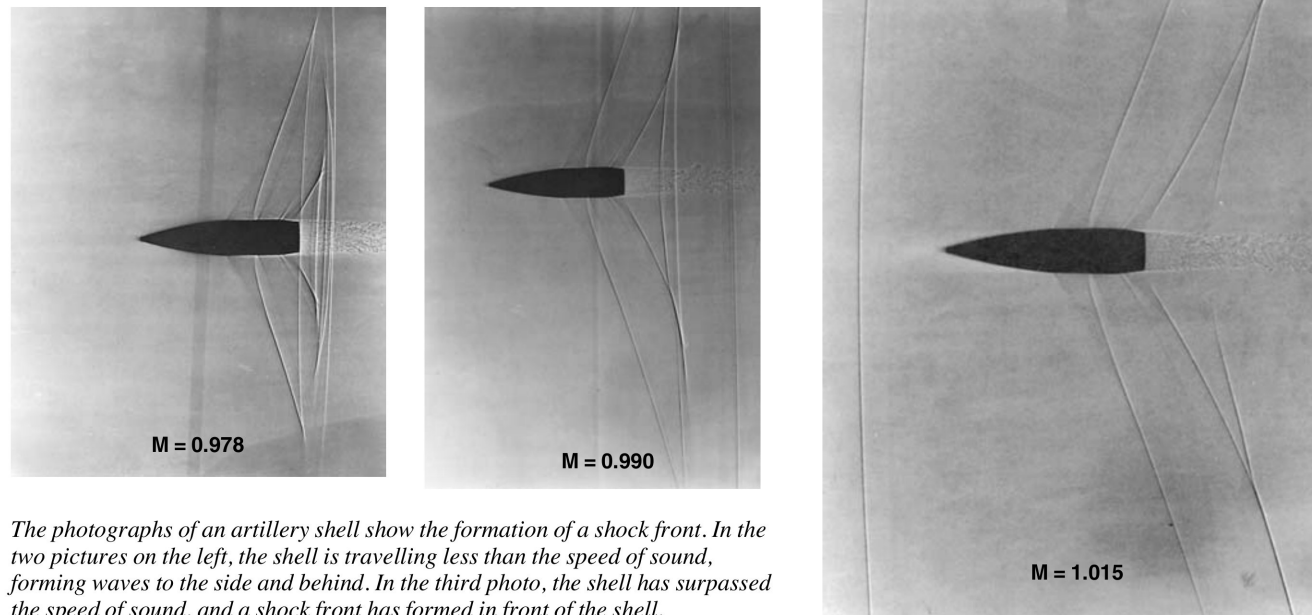 M = 0.978
M = 0.990
M = 1.015
The photographs of an artillery shell show the formation of a shock front. In the
two pictures on the left, the shell is travelling less than the speed of sound,
forming waves to the side and behind. In the third photo, the shell has surpassed
the speed of sound, and a shock front has formed in front of the shell.